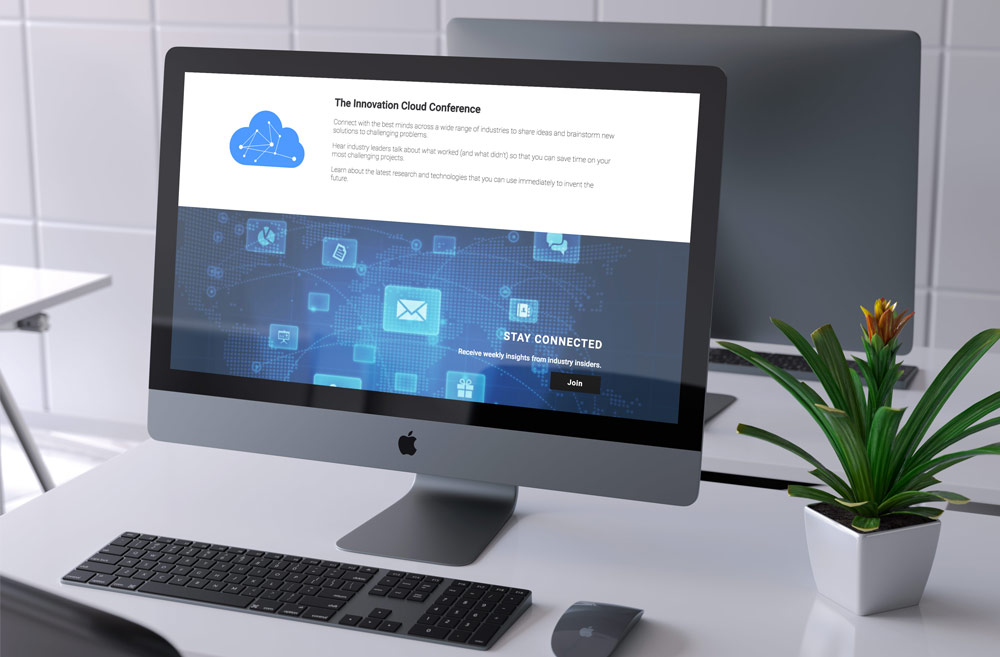 The Innovation Cloud Conference
Connect with the best minds across a wide range of industries to share ideas and brainstorm new
solutions to challenging problems.
Hear industry leaders talk about what worked (and what didn't) so that you can save time on your
most challenging projects.
Learn about the latest research and technologies that you can use immediately to invent the
future.
STAY CONNECTED
Receive weekly insights from industry insiders.
Join